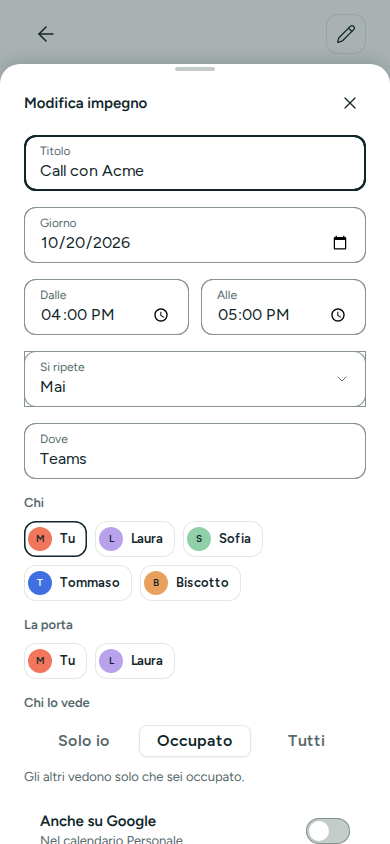 Modifica impegno
Titolo
Call con Acme
Giorno
10/20/2026
Dalle
04:00 PM
Alle
05:00 PM
Si ripete
Mai
Dove
Teams
Chi
M Tu
L Laura
S Sofia
T Tommaso
B Biscotto
La porta
M Tu
L Laura
Chi lo vede
Solo io
Occupato
Tutti
Gli altri vedono solo che sei occupato.
Anche su Google
Nel calendario Personale